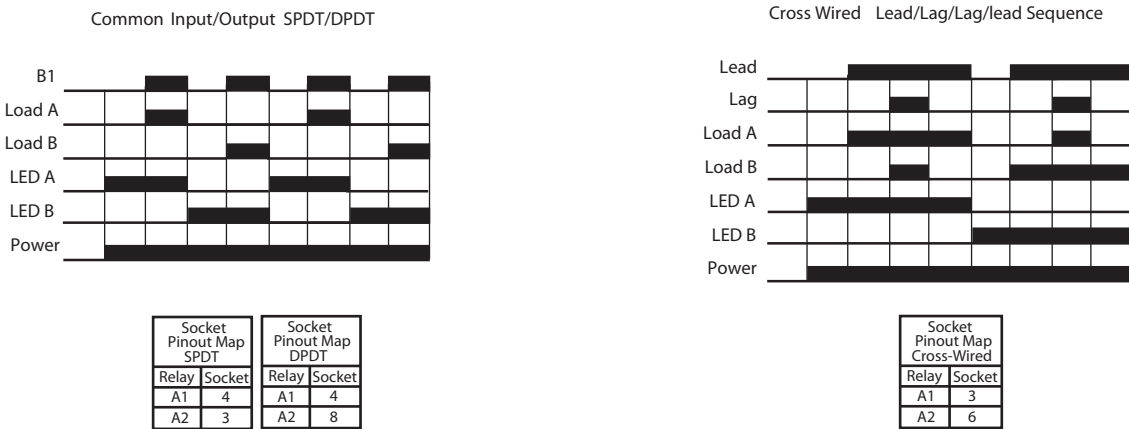 Common Input/Output SPDT/DPDT
B1
Load A
Load B
LED A
LED B
Power
Socket
Pinout Map
SPDT
Relay Socket
A1 4
A2 3
Socket
Pinout Map
DPDT
Relay Socket
A1 4
A2 8
Cross Wired Lead/Lag/Lag/lead Sequence
Lead
Lag
Load A
Load B
LED A
LED B
Power
Socket
Pinout Map
Cross-Wired
Relay Socket
A1 3
A2 6